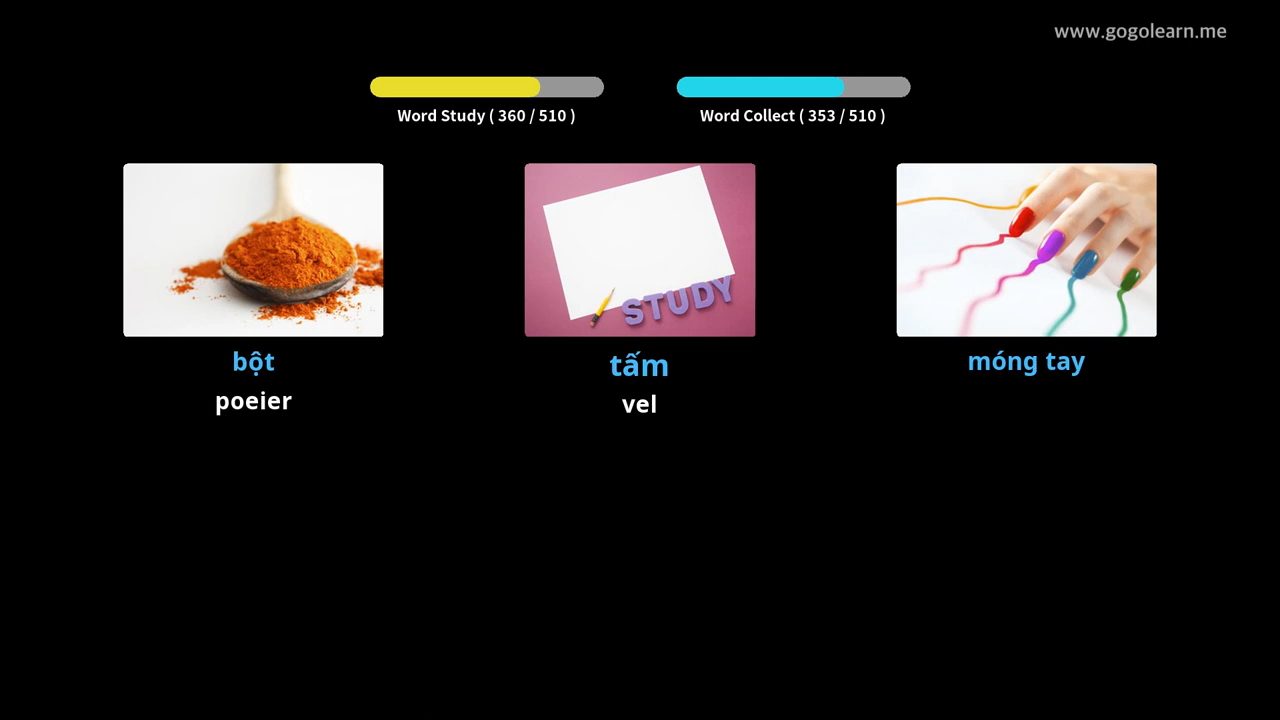 www.gogolearn.me
Word Study ( 360 / 510 )
Word Collect ( 353 / 510 )
STUDY
bột
tấm
móng tay
poeier
vel